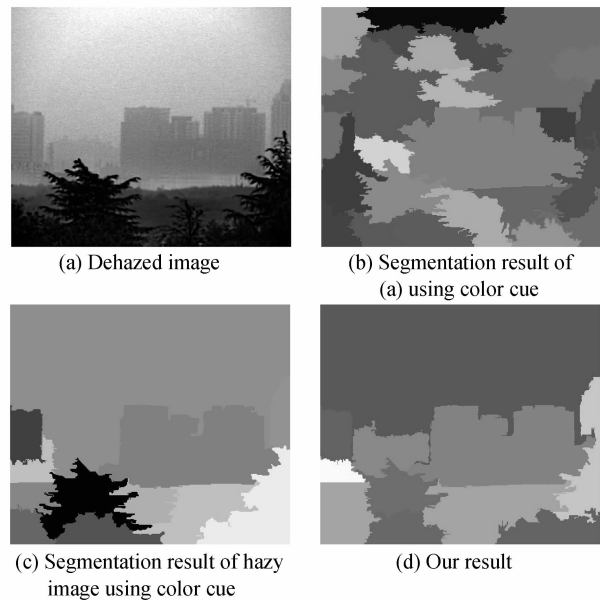 (a) Dehazed image
(b) Segmentation result of
(a) using color cue
(c) Segmentation result of hazy
image using color cue
(d) Our result